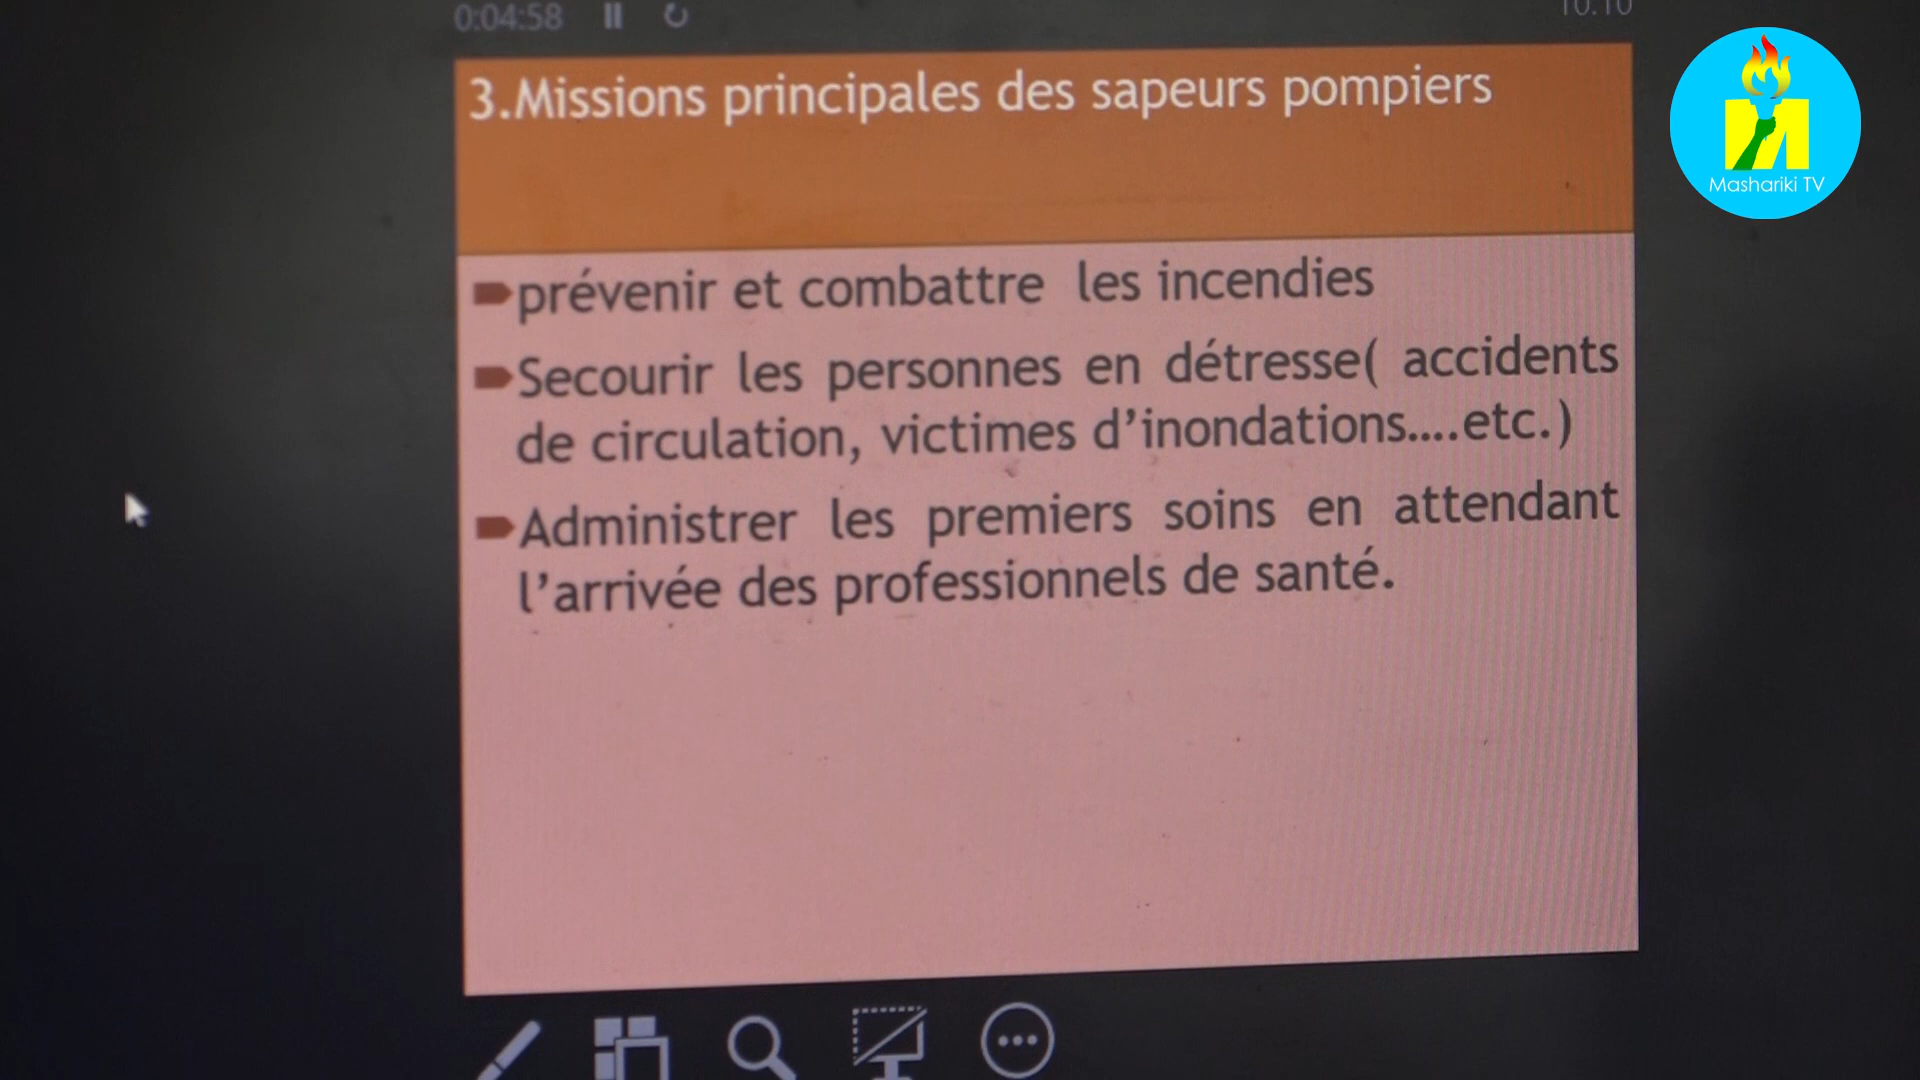 0:04:58
10:10
3.Missions principales des sapeurs pompiers
Mashariki TV
prévenir et combattre les incendies
Secourir les personnes en détresse( accidents
de circulation, victimes d’inondations....etc.)
Administrer les premiers soins en attendant
l’arrivée des professionnels de santé.